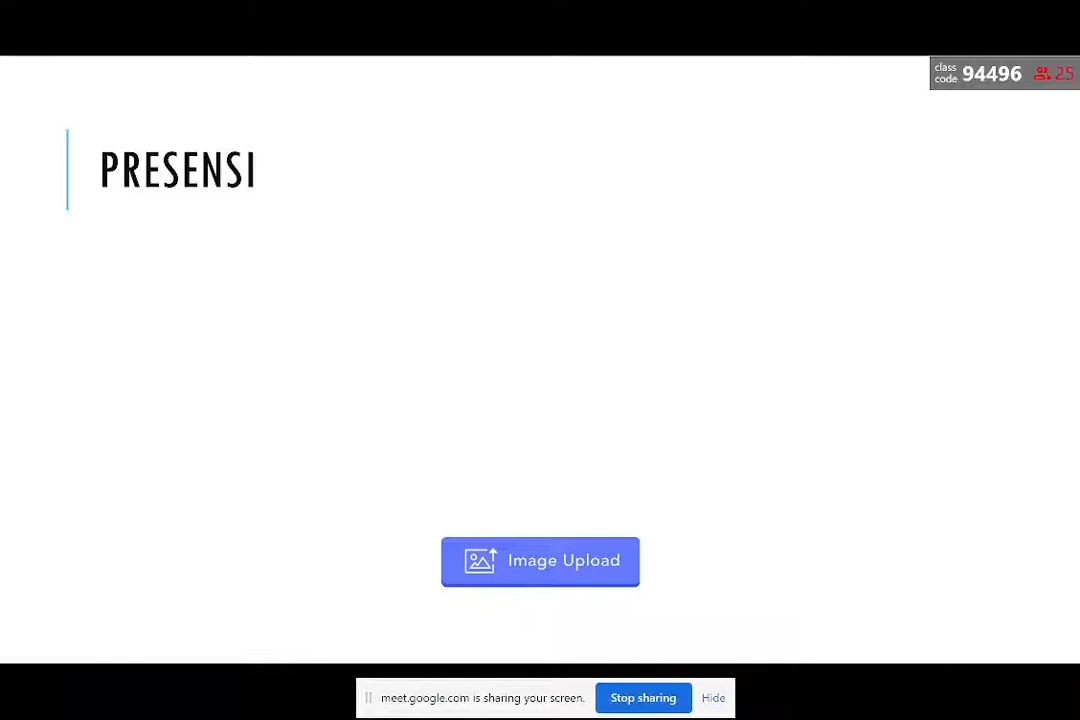 class
code 94496 25
PRESENSI
Image Upload
meet.google.com is sharing your screen. Stop sharing Hide